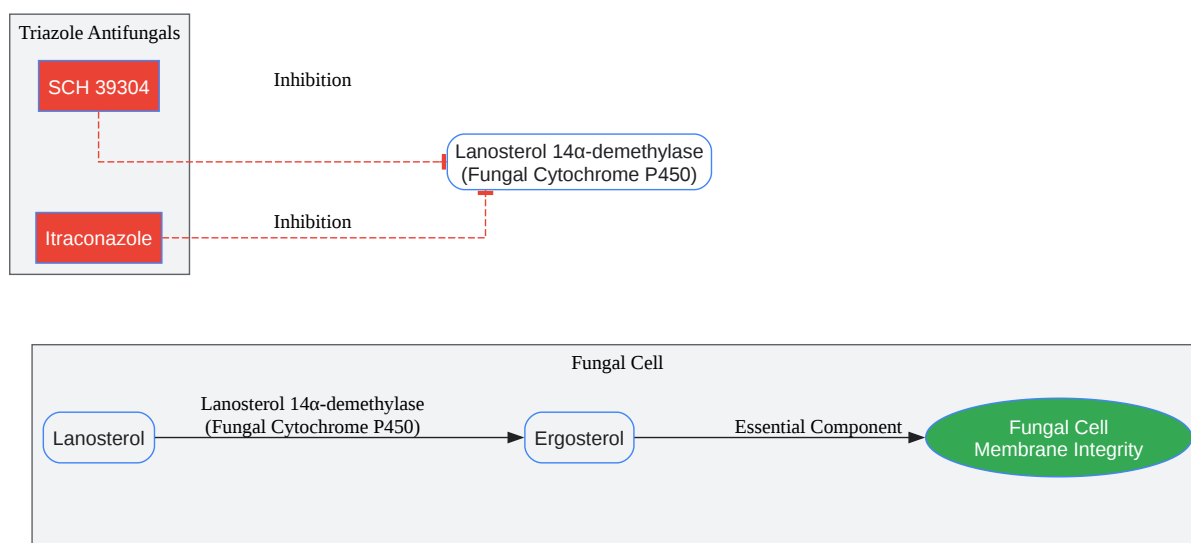 Triazole Antifungals
SCH 39304
Inhibition
Lanosterol 14α-demethylase
(Fungal Cytochrome P450)
Inhibition
Itraconazole
Fungal Cell
Lanosterol 14α-demethylase
(Fungal Cytochrome P450)
Lanosterol
Ergosterol
Essential Component
Fungal Cell
Membrane Integrity